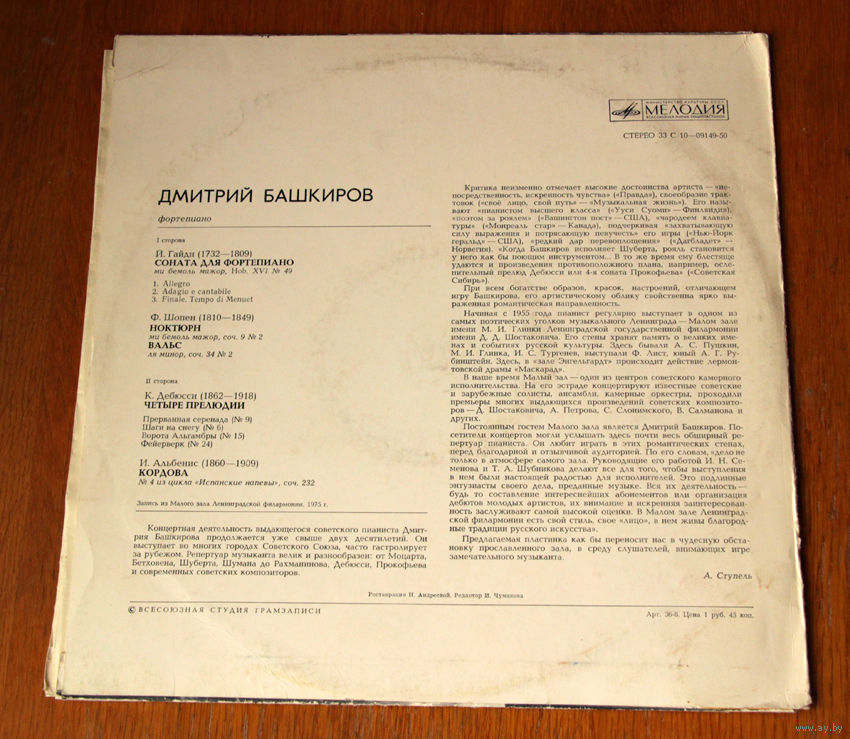 МИНИСТЕРСТВО КУЛЬТУРЫ СССР
МЕЛОДИЯ
ВСЕСОЮЗНАЯ ФИРМА ГРАМПЛАСТИНОК
СТЕРЕО 33 С 10—09149-50
ДМИТРИЙ БАШКИРОВ
фортепиано
I сторона
Й. Гайдн (1732—1809)
СОНАТА ДЛЯ ФОРТЕПИАНО
ми бемоль мажор, Hob. XVI № 49
1. Allegro
2. Adagio e cantabile
3. Finale. Tempo di Menuet
Ф. Шопен (1810—1849)
НОКТЮРН
ми бемоль мажор, соч. 9 № 2
ВАЛЬС
ля минор, соч. 34 № 2
II сторона
К. Дебюсси (1862—1918)
ЧЕТЫРЕ ПРЕЛЮДИИ
Прерванная серенада (№ 9)
Шаги на снегу (№ 6)
Ворота Альгамбры (№ 15)
Фейерверк (№ 24)
И. Альбенис (1860—1909)
КОРДОВА
№ 4 из цикла «Испанские напевы», соч. 232
Запись из Малого зала Ленинградской филармонии. 1975 г.
Концертная деятельность выдающегося советского пианиста Дмит-
рия Башкирова продолжается уже свыше двух десятилетий. Он
выступает во многих городах Советского Союза, часто гастролирует
за рубежом. Репертуар музыканта велик и разнообразен: от Моцарта,
Бетховена, Шуберта, Шумана до Рахманинова, Дебюсси, Прокофьева
и современных советских композиторов.
Критика неизменно отмечает высокие достоинства артиста — «не-
посредственность, искренность чувства» («Правда»), своеобразие трак-
товок («своё лицо, свой путь» — «Музыкальная жизнь»). Его назы-
вают «пианистом высшего класса» («Ууси Суоми» — Финляндия),
«поэтом за роялем» («Вашингтон пост» — США), «чародеем клавиа-
туры» («Монреаль стар» — Канада), подчеркивая «захватывающую
силу выражения и потрясающую певучесть» его игры («Нью-Йорк
геральд» — США), «редкий дар перевоплощения» («Дагбладет» —
Норвегия). «Когда Башкиров исполняет Шуберта, рояль становится
у него как бы поющим инструментом... В то же время ему блестяще
удаются и произведения противоположного плана, например, осле-
пительный прелюд Дебюсси или 4-я соната Прокофьева» («Советская
Сибирь»).
При всем богатстве образов, красок, настроений, отличающем
игру Башкирова, его артистическому облику свойственна ярко вы-
раженная романтическая направленность.
Начиная с 1955 года пианист регулярно выступает в одном из
самых поэтических уголков музыкального Ленинграда — Малом зале
имени М. И. Глинки Ленинградской государственной филармонии
имени Д. Д. Шостаковича. Его стены хранят память о великих име-
нах и событиях русской культуры. Здесь бывали А. С. Пушкин,
М. И. Глинка, И. С. Тургенев, выступали Ф. Лист, юный А. Г. Ру-
бинштейн. Здесь, в «зале Энгельгардт» происходит действие лермон-
товской драмы «Маскарад».
В наше время Малый зал — один из центров советского камерного
исполнительства. На его эстраде концертируют известные советские
и зарубежные солисты, ансамбли, камерные оркестры, проходили
премьеры многих выдающихся произведений советских композито-
ров — Д. Шостаковича, А. Петрова, С. Слонимского, В. Салманова и
других.
Постоянным гостем Малого зала является Дмитрий Башкиров. По-
сетители концертов могли услышать здесь почти весь обширный ре-
пертуар пианиста. Он любит играть в этих романтических стенах,
перед благодарной и отзывчивой аудиторией. По его словам, «дело не
только в атмосфере самого зала. Руководящие его работой И. Н. Се-
менова и Т. А. Шубникова делают все для того, чтобы выступления
в нем были настоящей радостью для исполнителей. Это подлинные
энтузиасты своего дела, преданные музыке. Вся их деятельность —
будь то составление интереснейших абонементов или организация
дебютов молодых артистов, их внимание и искренняя заинтересован-
ность заслуживают самой высокой оценки. В Малом зале Ленинград-
ской филармонии есть свой стиль, свое «лицо», в нем живы благород-
ные традиции русского искусства».
Предлагаемая пластинка как бы переносит нас в чудесную обста-
новку прославленного зала, в среду слушателей, внимающих игре
замечательного музыканта.
А. Ступель
Реставрация Н. Андреевой. Редактор И. Чумакова
© ВСЕСОЮЗНАЯ СТУДИЯ ГРАМЗАПИСИ
Арт. 36-8. Цена 1 руб. 45 коп.
www.ay.by